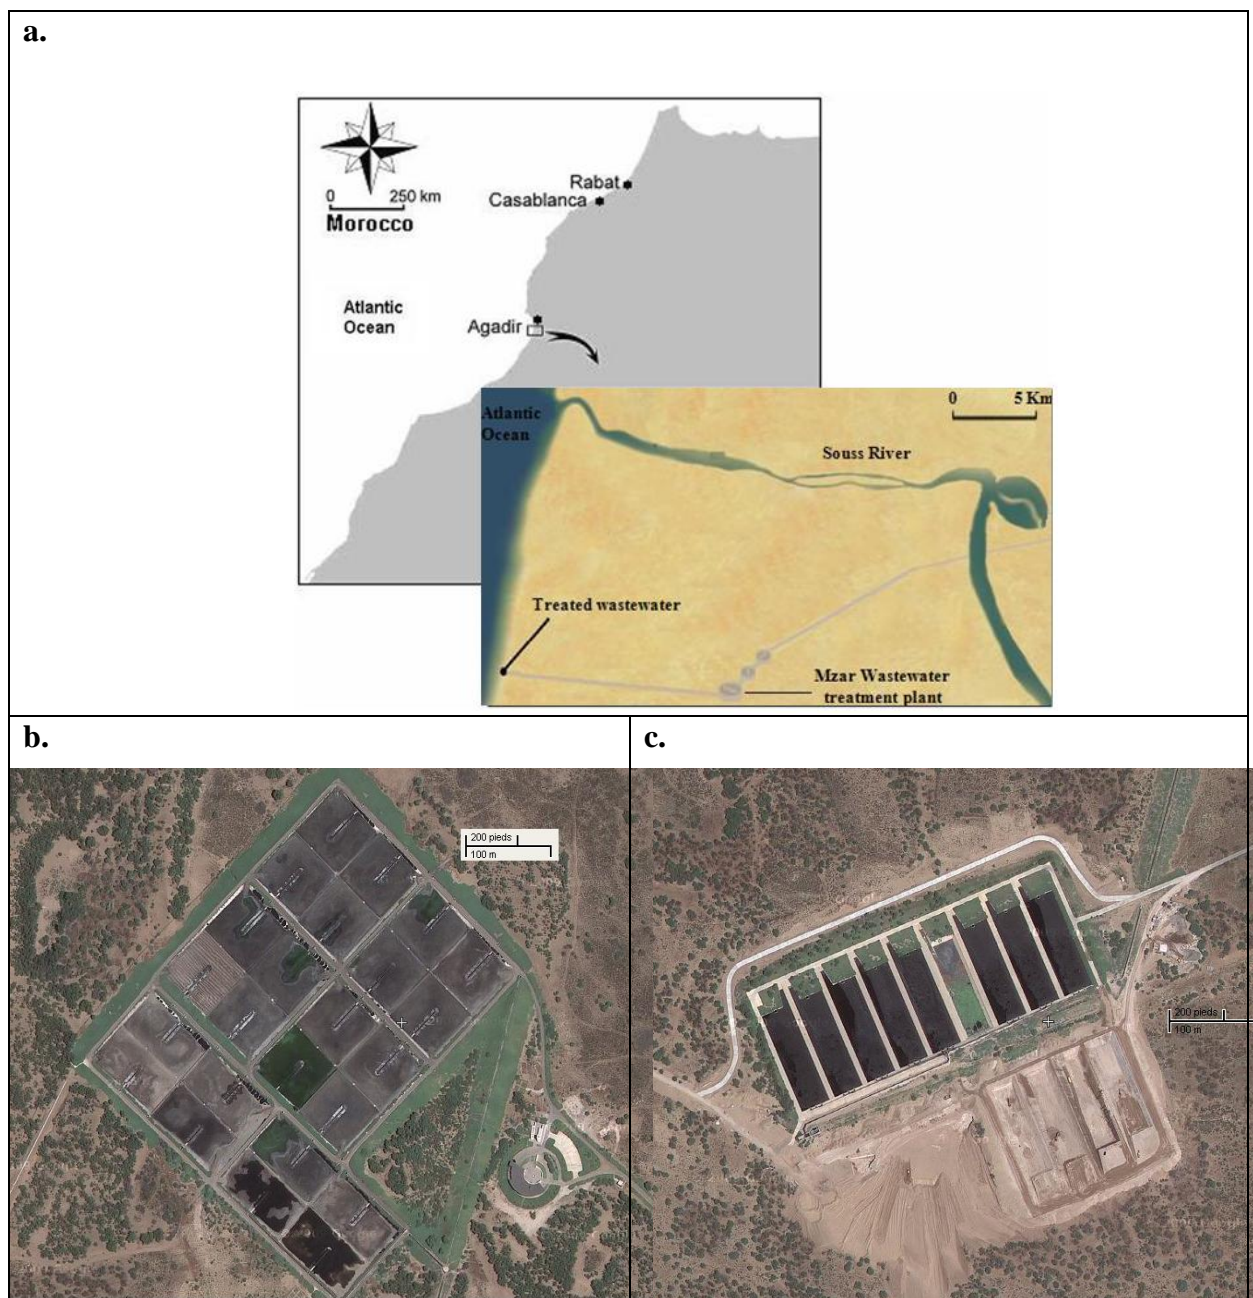 a.
0 250 km
Morocco
Rabat
Casablanca
Atlantic
Ocean
Agadir
Atlantic
Ocean
0 5 Km
Souss River
Treated wastewater
Mzar Wastewater
treatment plant
b.
c.
200 pieds
100 m
200 pieds
100 m